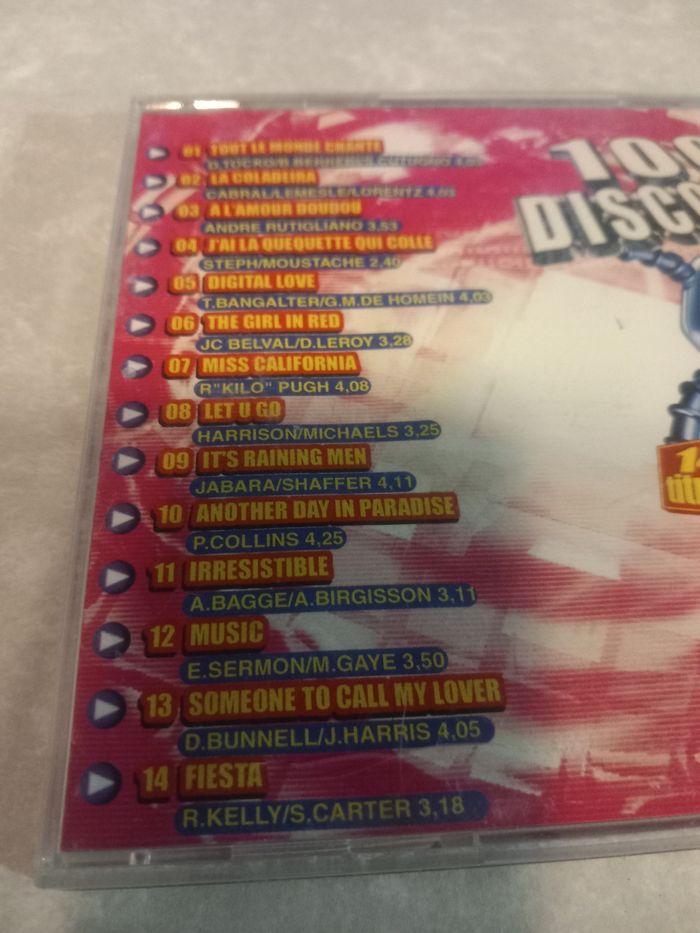 01 TOUT LE MONDE CHANTE
CUTUGNO
02 LA COLADEIRA
CABRAL/LEMESLE/LORENTZ 4,03
03 A L'AMOUR DOUDOU
ANDRE RUTIGLIANO 3,53
04 J'AI LA QUEQUETTE QUI COLLE
STEPH/MOUSTACHE 2,40
05 DIGITAL LOVE
T.BANGALTER/G.M.DE HOMEIN 4,03
06 THE GIRL IN RED
JC BELVAL/D.LEROY 3,28
07 MISS CALIFORNIA
R"KILO" PUGH 4,08
08 LET U GO
HARRISON/MICHAELS 3,25
09 IT'S RAINING MEN
JABARA/SHAFFER 4,11
10 ANOTHER DAY IN PARADISE
P.COLLINS 4,25
11 IRRESISTIBLE
A.BAGGE/A.BIRGISSON 3,11
12 MUSIC
E.SERMON/M.GAYE 3,50
13 SOMEONE TO CALL MY LOVER
D.BUNNELL/J.HARRIS 4,05
14 FIESTA
R.KELLY/S.CARTER 3,18
100
DISCO